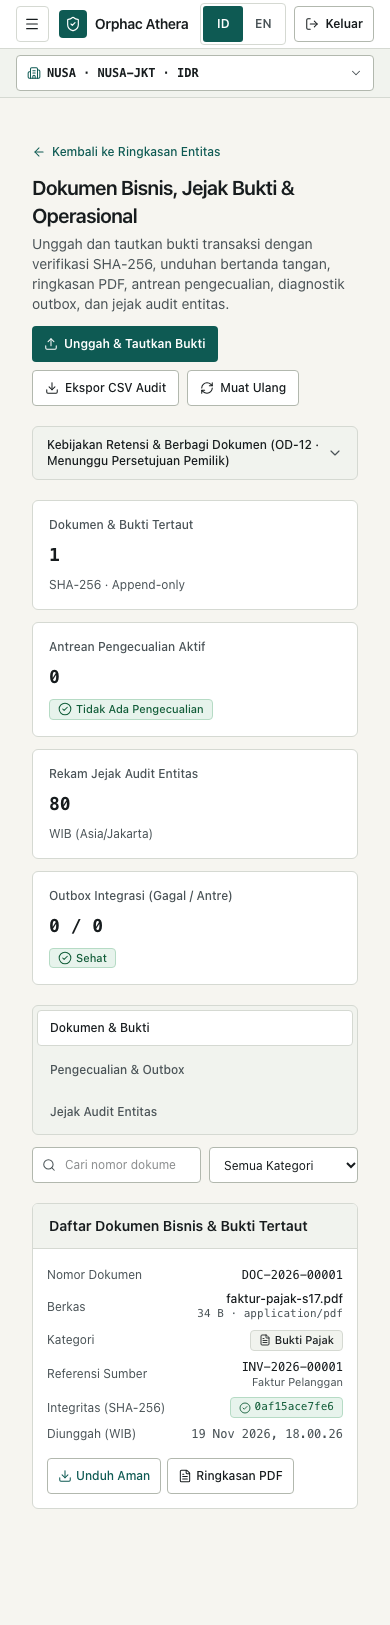 Orphac Athera
ID
EN
Keluar
NUSA · NUSA-JKT · IDR
Kembali ke Ringkasan Entitas
Dokumen Bisnis, Jejak Bukti &
Operasional
Unggah dan tautkan bukti transaksi dengan
verifikasi SHA-256, unduhan bertanda tangan,
ringkasan PDF, antrean pengecualian, diagnostik
outbox, dan jejak audit entitas.
Unggah & Tautkan Bukti
Ekspor CSV Audit
Muat Ulang
Kebijakan Retensi & Berbagi Dokumen (OD-12 ·
Menunggu Persetujuan Pemilik)
Dokumen & Bukti Tertaut
1
SHA-256 · Append-only
Antrean Pengecualian Aktif
0
Tidak Ada Pengecualian
Rekam Jejak Audit Entitas
80
WIB (Asia/Jakarta)
Outbox Integrasi (Gagal / Antre)
0 / 0
Sehat
Dokumen & Bukti
Pengecualian & Outbox
Jejak Audit Entitas
Cari nomor dokume
Semua Kategori
Daftar Dokumen Bisnis & Bukti Tertaut
Nomor Dokumen DOC-2026-00001
Berkas faktur-pajak-s17.pdf
34 B · application/pdf
Kategori Bukti Pajak
Referensi Sumber INV-2026-00001
Faktur Pelanggan
Integritas (SHA-256) 0af15ace7fe6
Diunggah (WIB) 19 Nov 2026, 18.00.26
Unduh Aman
Ringkasan PDF